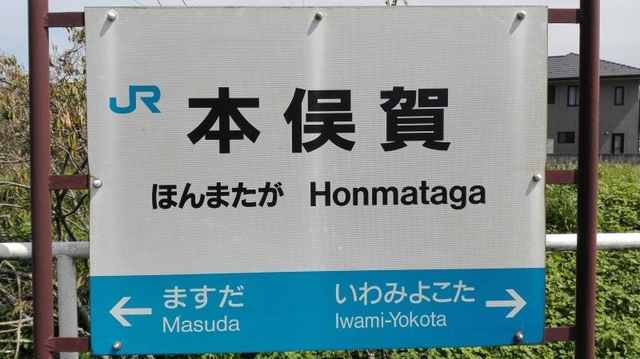 JR
本俣賀
ほんまたが Honmataga
← ますだ いわみよこた →
Masuda Iwami-Yokota